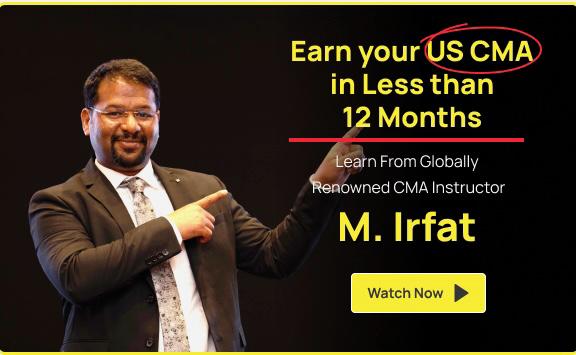 Earn your US CMA
in Less than
12 Months
Learn From Globally
Renowned CMA Instructor
M. Irfat
Watch Now